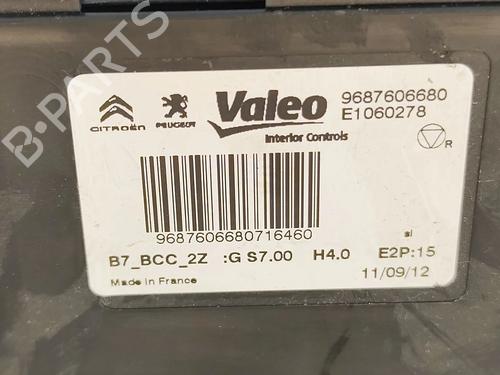 CITROËN PEUGEOT Valeo 9687606680
E1060278
Interior Controls
R
9687606680716460
si
B7_BCC_2Z :G S7.00 H4.0 E2P:15
Made in France 11/09/12
B-PARTS